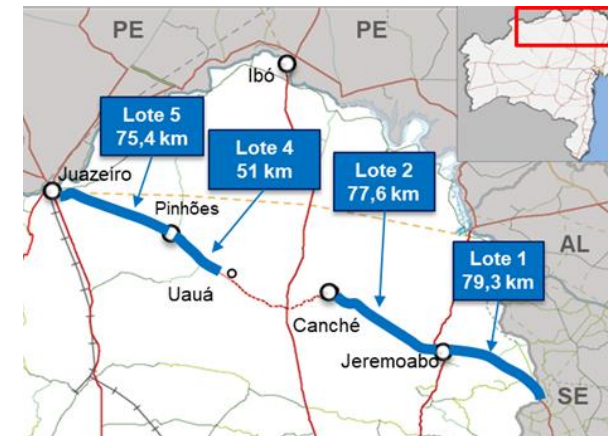 PE
PE
Ibó
Lote 5
75,4 km
Lote 4
51 km
Lote 2
77,6 km
Juazeiro
Pinhões
AL
Lote 1
79,3 km
Uauá
Canché
Jeremoabo
SE